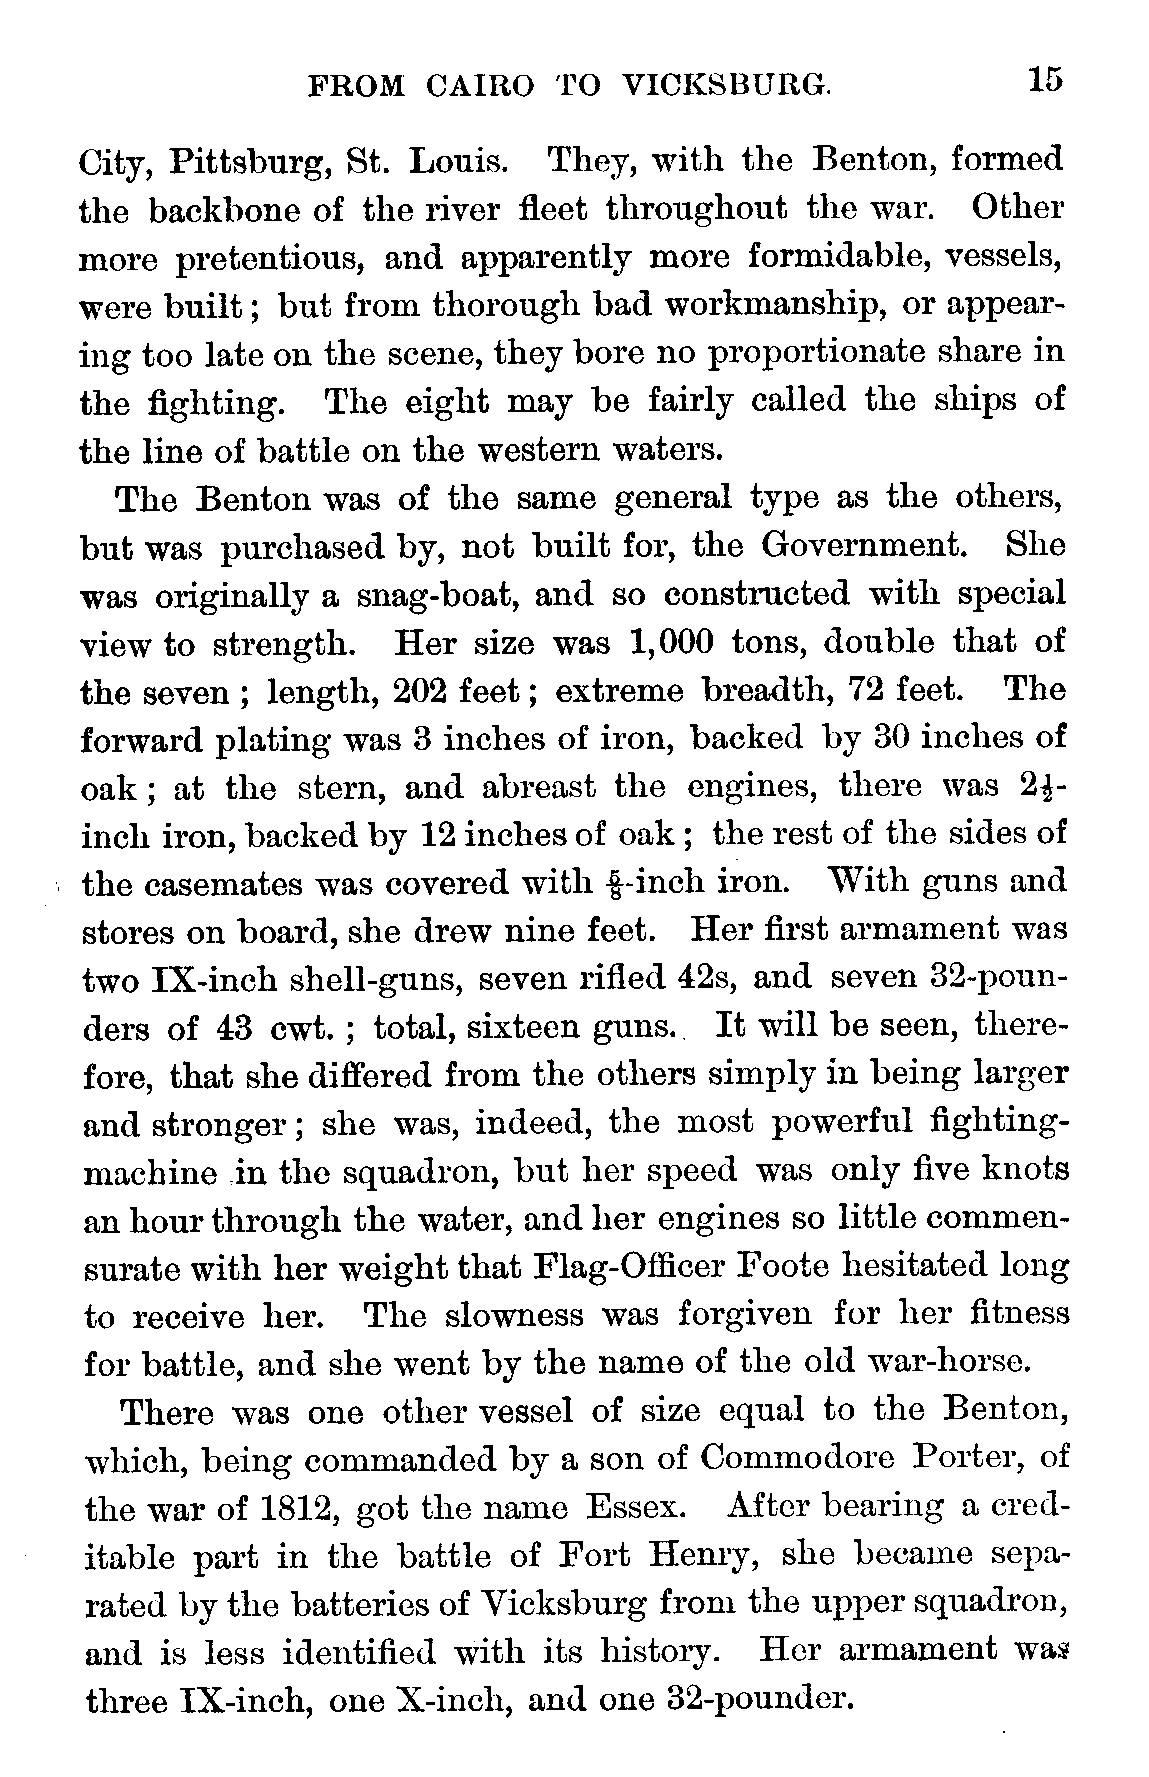 FROM CAIRO TO VICKSBURG. 15
City, Pittsburg, St. Louis. They, with the Benton, formed
the backbone of the river fleet throughout the war. Other
more pretentious, and apparently more formidable, vessels,
were built; but from thorough bad workmanship, or appear-
ing too late on the scene, they bore no proportionate share in
the fighting. The eight may be fairly called the ships of
the line of battle on the western waters.
The Benton was of the same general type as the others,
but was purchased by, not built for, the Government. She
was originally a snag-boat, and so constructed with special
view to strength. Her size was 1,000 tons, double that of
the seven; length, 202 feet; extreme breadth, 72 feet. The
forward plating was 3 inches of iron, backed by 30 inches of
oak; at the stern, and abreast the engines, there was 2½-
inch iron, backed by 12 inches of oak; the rest of the sides of
the casemates was covered with ⅝-inch iron. With guns and
stores on board, she drew nine feet. Her first armament was
two IX-inch shell-guns, seven rifled 42s, and seven 32-poun-
ders of 43 cwt.; total, sixteen guns. It will be seen, there-
fore, that she differed from the others simply in being larger
and stronger; she was, indeed, the most powerful fighting-
machine in the squadron, but her speed was only five knots
an hour through the water, and her engines so little commen-
surate with her weight that Flag-Officer Foote hesitated long
to receive her. The slowness was forgiven for her fitness
for battle, and she went by the name of the old war-horse.
There was one other vessel of size equal to the Benton,
which, being commanded by a son of Commodore Porter, of
the war of 1812, got the name Essex. After bearing a cred-
itable part in the battle of Fort Henry, she became sepa-
rated by the batteries of Vicksburg from the upper squadron,
and is less identified with its history. Her armament was
three IX-inch, one X-inch, and one 32-pounder.